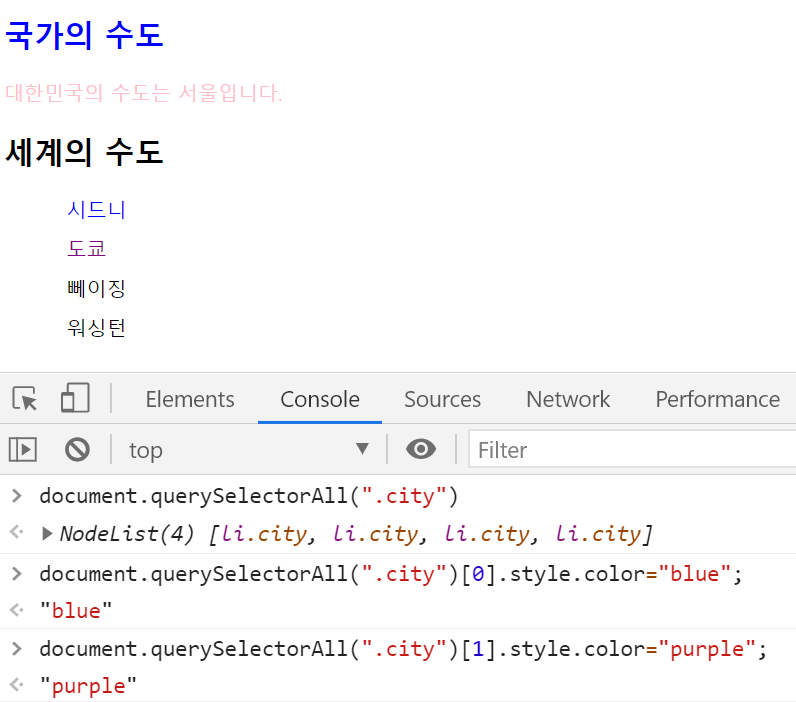 국가의 수도
대한민국의 수도는 서울입니다.
세계의 수도
시드니
도쿄
뻬이징
워싱턴
Elements Console Sources Network Performance
top Filter
document.querySelectorAll(".city")
NodeList(4) [li.city, li.city, li.city, li.city]
document.querySelectorAll(".city")[0].style.color="blue";
"blue"
document.querySelectorAll(".city")[1].style.color="purple";
"purple"